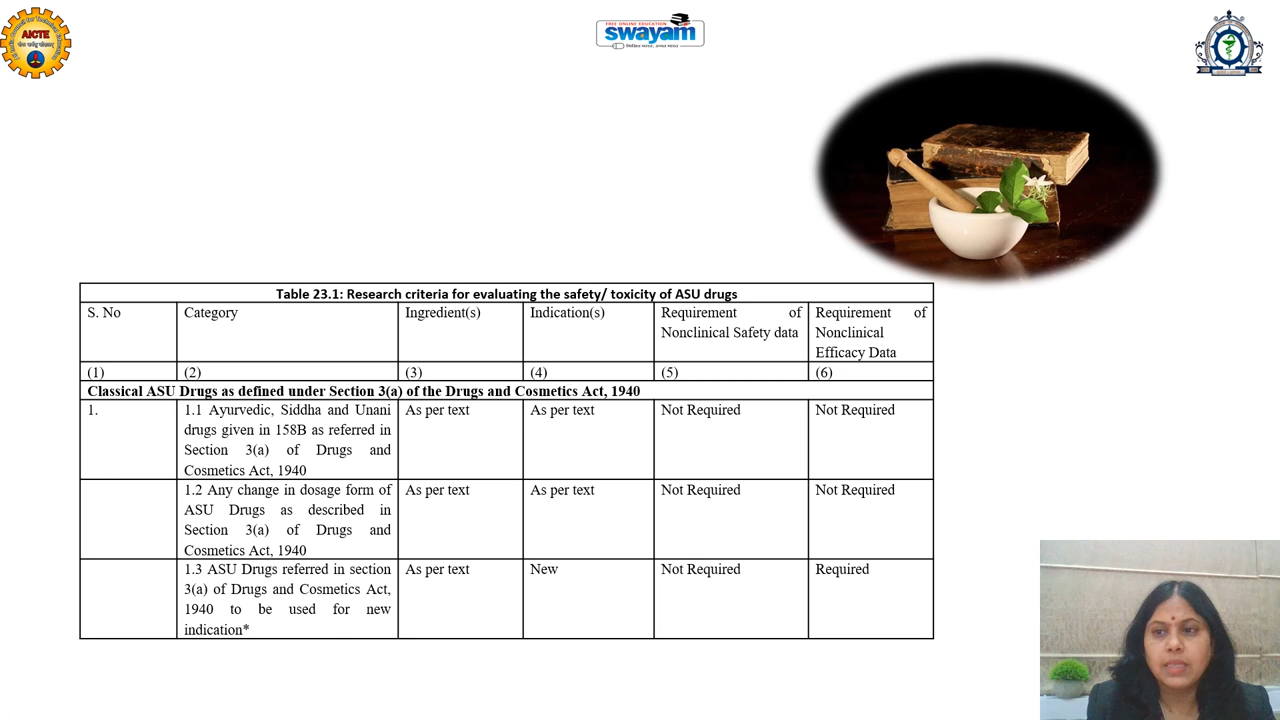 AICTE
FREE ONLINE EDUCATION
swayam
Table 23.1: Research criteria for evaluating the safety/ toxicity of ASU drugs
S. No
Category
Ingredient(s)
Indication(s)
Requirement of
Nonclinical Safety data
Requirement of
Nonclinical
Efficacy Data
(1)
(2)
(3)
(4)
(5)
(6)
Classical ASU Drugs as defined under Section 3(a) of the Drugs and Cosmetics Act, 1940
1.
1.1 Ayurvedic, Siddha and Unani
drugs given in 158B as referred in
Section 3(a) of Drugs and
Cosmetics Act, 1940
As per text
As per text
Not Required
Not Required
1.2 Any change in dosage form of
ASU Drugs as described in
Section 3(a) of Drugs and
Cosmetics Act, 1940
As per text
As per text
Not Required
Not Required
1.3 ASU Drugs referred in section
3(a) of Drugs and Cosmetics Act,
1940 to be used for new
indication*
As per text
New
Not Required
Required